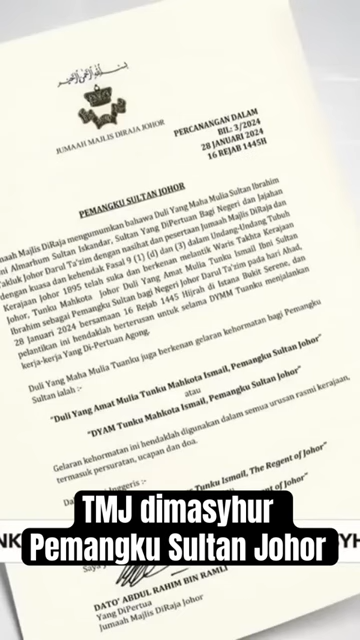 JUMAAH MAJLIS DIRAJA JOHOR
PERCANANGAN DALAM
BIL: 3/2024
28 JANUARI 2024
16 REJAB 1445H
PEMANGKU SULTAN JOHOR
Majlis DiRaja mengumumkan bahawa Duli Yang Maha Mulia Sultan Ibrahim
Almarhum Sultan Iskandar, Sultan Yang DiPertuan Bagi Negeri dan Jajahan
Takluk Johor Darul Ta'zim dengan nasihat dan pesertaan Jumaah Majlis DiRaja dan
dengan kuasa dan kehendak Fasal 9 (1) (d) dan (3) dalam Undang-Undang Tubuh
Kerajaan Johor 1895 telah suka dan berkenan melantik Waris Takhta Kerajaan
Johor, Tunku Mahkota Johor Duli Yang Amat Mulia Tunku Ismail Ibni Sultan
Ibrahim sebagai Pemangku Sultan bagi Negeri Johor Darul Ta'zim pada hari Ahad,
28 Januari 2024 bersamaan 16 Rejab 1445 Hijrah di Istana Bukit Serene, dan
pelantikan ini hendaklah berterusan untuk selama DYMM Tuanku menjalankan
kerja-kerja Yang Di-Pertuan Agong.
Duli Yang Maha Mulia Tuanku juga berkenan gelaran kehormatan bagi Pemangku
Sultan ialah :-
"Duli Yang Amat Mulia Tunku Mahkota Ismail, Pemangku Sultan Johor"
atau
"DYAM Tunku Mahkota Ismail, Pemangku Sultan Johor"
Gelaran kehormatan ini hendaklah digunakan dalam semua urusan rasmi kerajaan,
termasuk persuratan, ucapan dan doa.
Inggeris :-
Tunku Ismail, The Regent of Johor"
Regent of Johor"
TMJ dimasyhur
Pemangku Sultan Johor
Saya
DATO' ABDUL RAHIM BIN RAMLI
Yang DiPertua
Jumaah Majlis DiRaja Johor